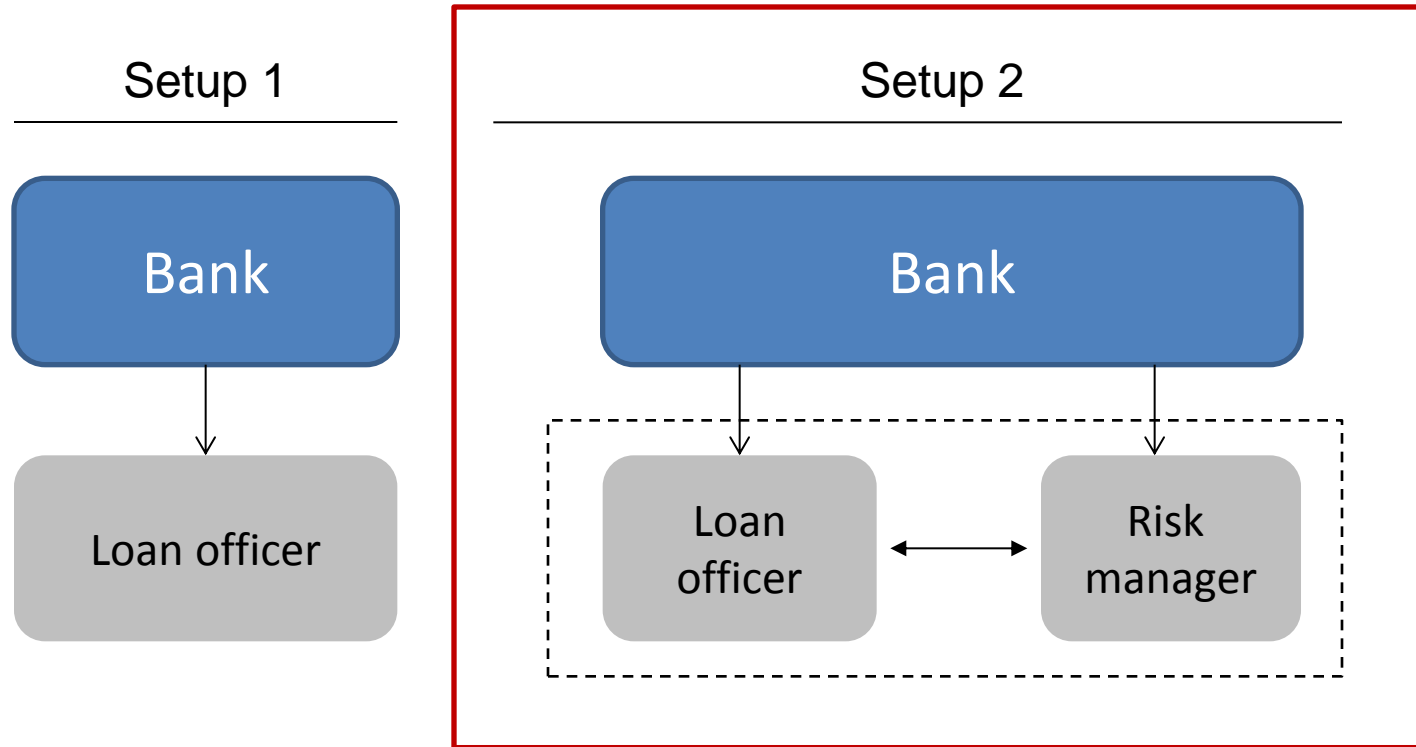 Setup 1
Bank
Loan officer
Setup 2
Bank
Loan
officer
Risk
manager